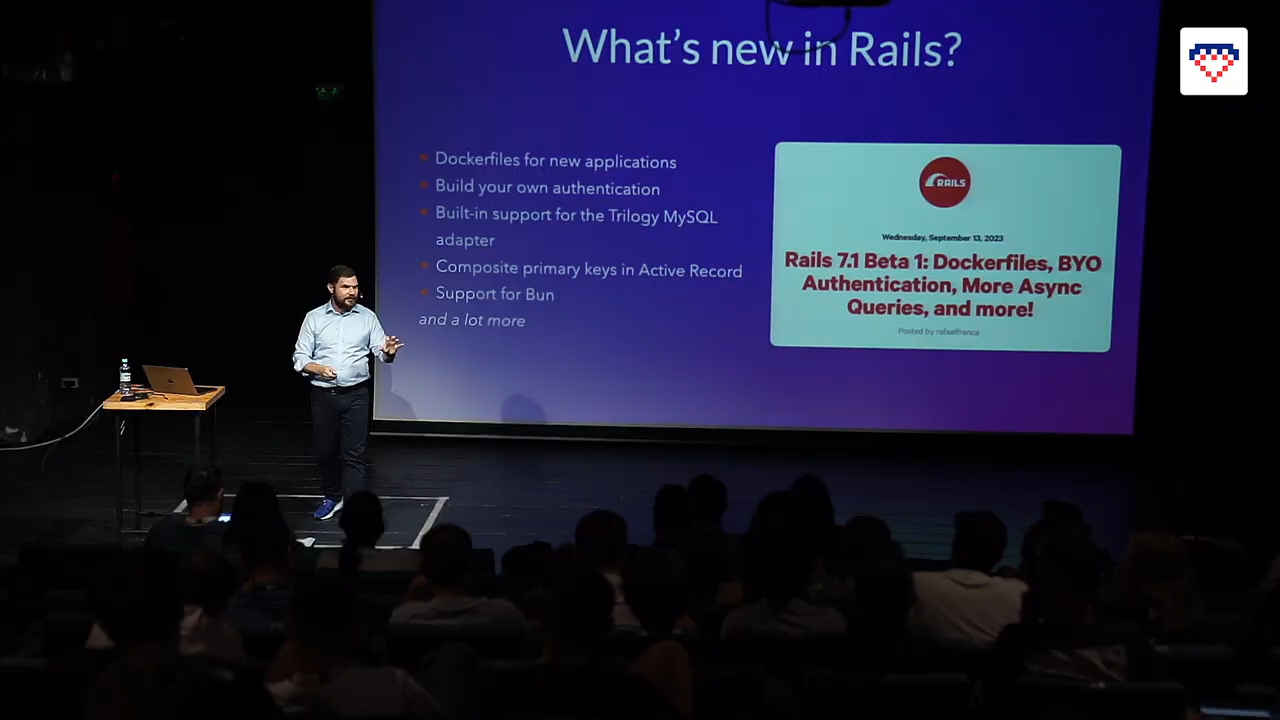 What's new in Rails?
Dockerfiles for new applications
Build your own authentication
Built-in support for the Trilogy MySQL
adapter
Composite primary keys in Active Record
Support for Bun
and a lot more
RAILS
Wednesday, September 13, 2023
Rails 7.1 Beta 1: Dockerfiles, BYO
Authentication, More Async
Queries, and more!
Posted by rafaelfranca